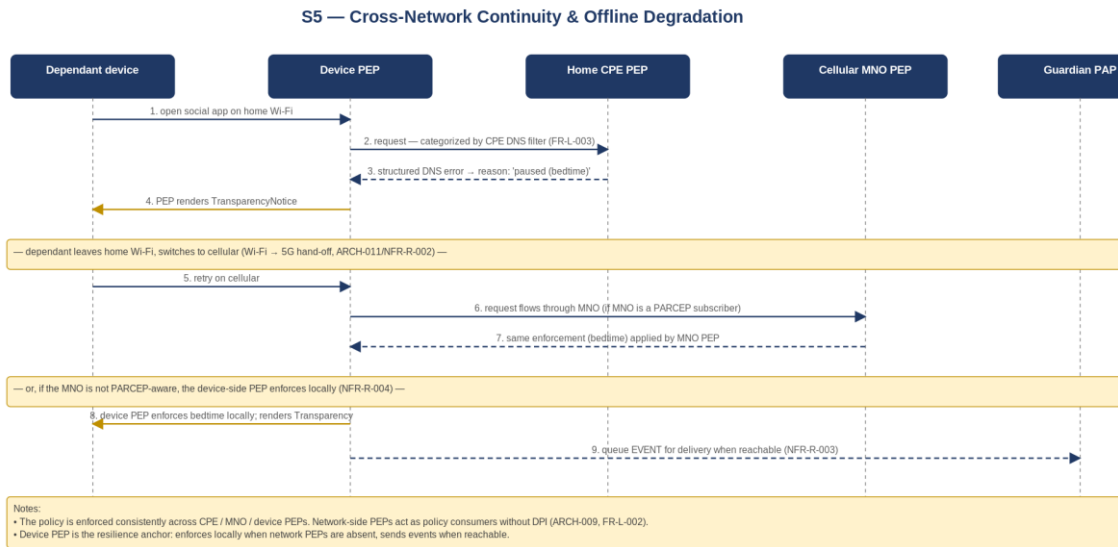 S5 — Cross-Network Continuity & Offline Degradation
Dependant device
Device PEP
Home CPE PEP
Cellular MNO PEP
Guardian PAP
1. open social app on home Wi-Fi
2. request — categorized by CPE DNS filter (FR-L-003)
3. structured DNS error → reason: 'paused (bedtime)'
4. PEP renders TransparencyNotice
— dependant leaves home Wi-Fi, switches to cellular (Wi-Fi → 5G hand-off, ARCH-011/NFR-R-002) —
5. retry on cellular
6. request flows through MNO (if MNO is a PARCEP subscriber)
7. same enforcement (bedtime) applied by MNO PEP
— or, if the MNO is not PARCEP-aware, the device-side PEP enforces locally (NFR-R-004) —
8. device PEP enforces bedtime locally; renders Transparency
9. queue EVENT for delivery when reachable (NFR-R-003)
Notes:
• The policy is enforced consistently across CPE / MNO / device PEPs. Network-side PEPs act as policy consumers without DPI (ARCH-009, FR-L-002).
• Device PEP is the resilience anchor: enforces locally when network PEPs are absent, sends events when reachable.